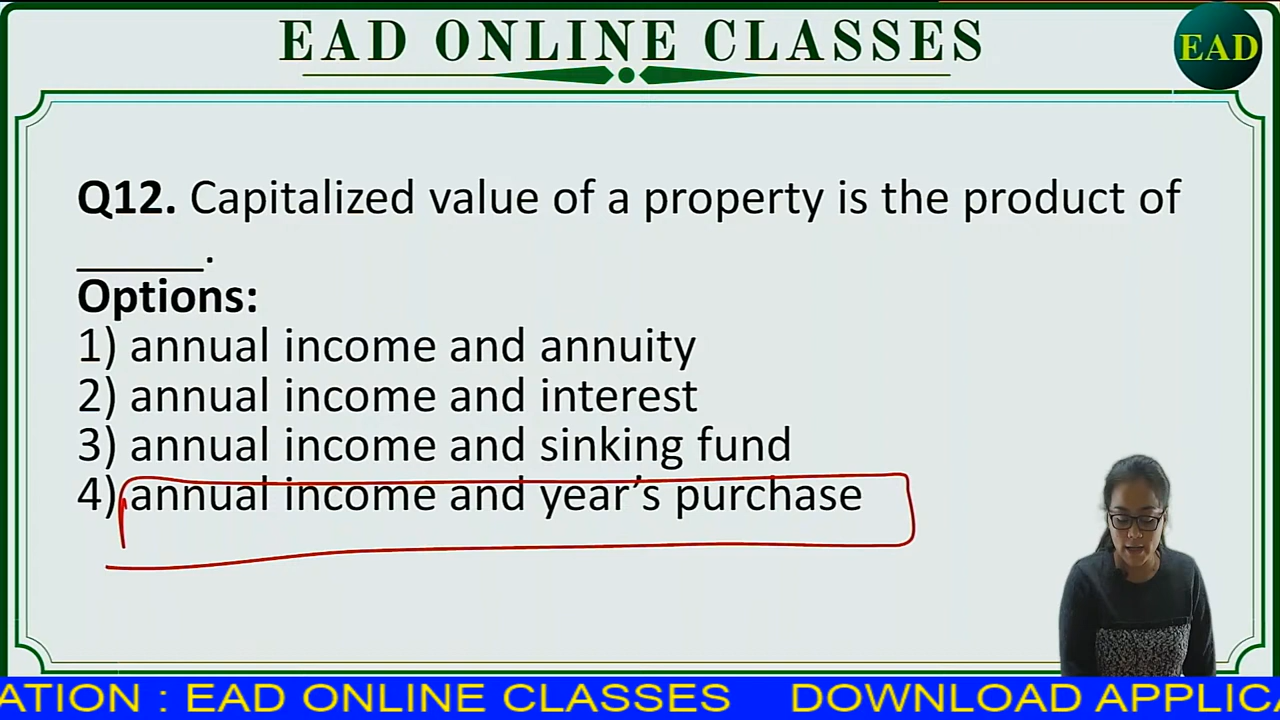 EAD ONLINE CLASSES
EAD
Q12. Capitalized value of a property is the product of
______.
Options:
1) annual income and annuity
2) annual income and interest
3) annual income and sinking fund
4) annual income and year’s purchase
ATION : EAD ONLINE CLASSES DOWNLOAD APPLICA